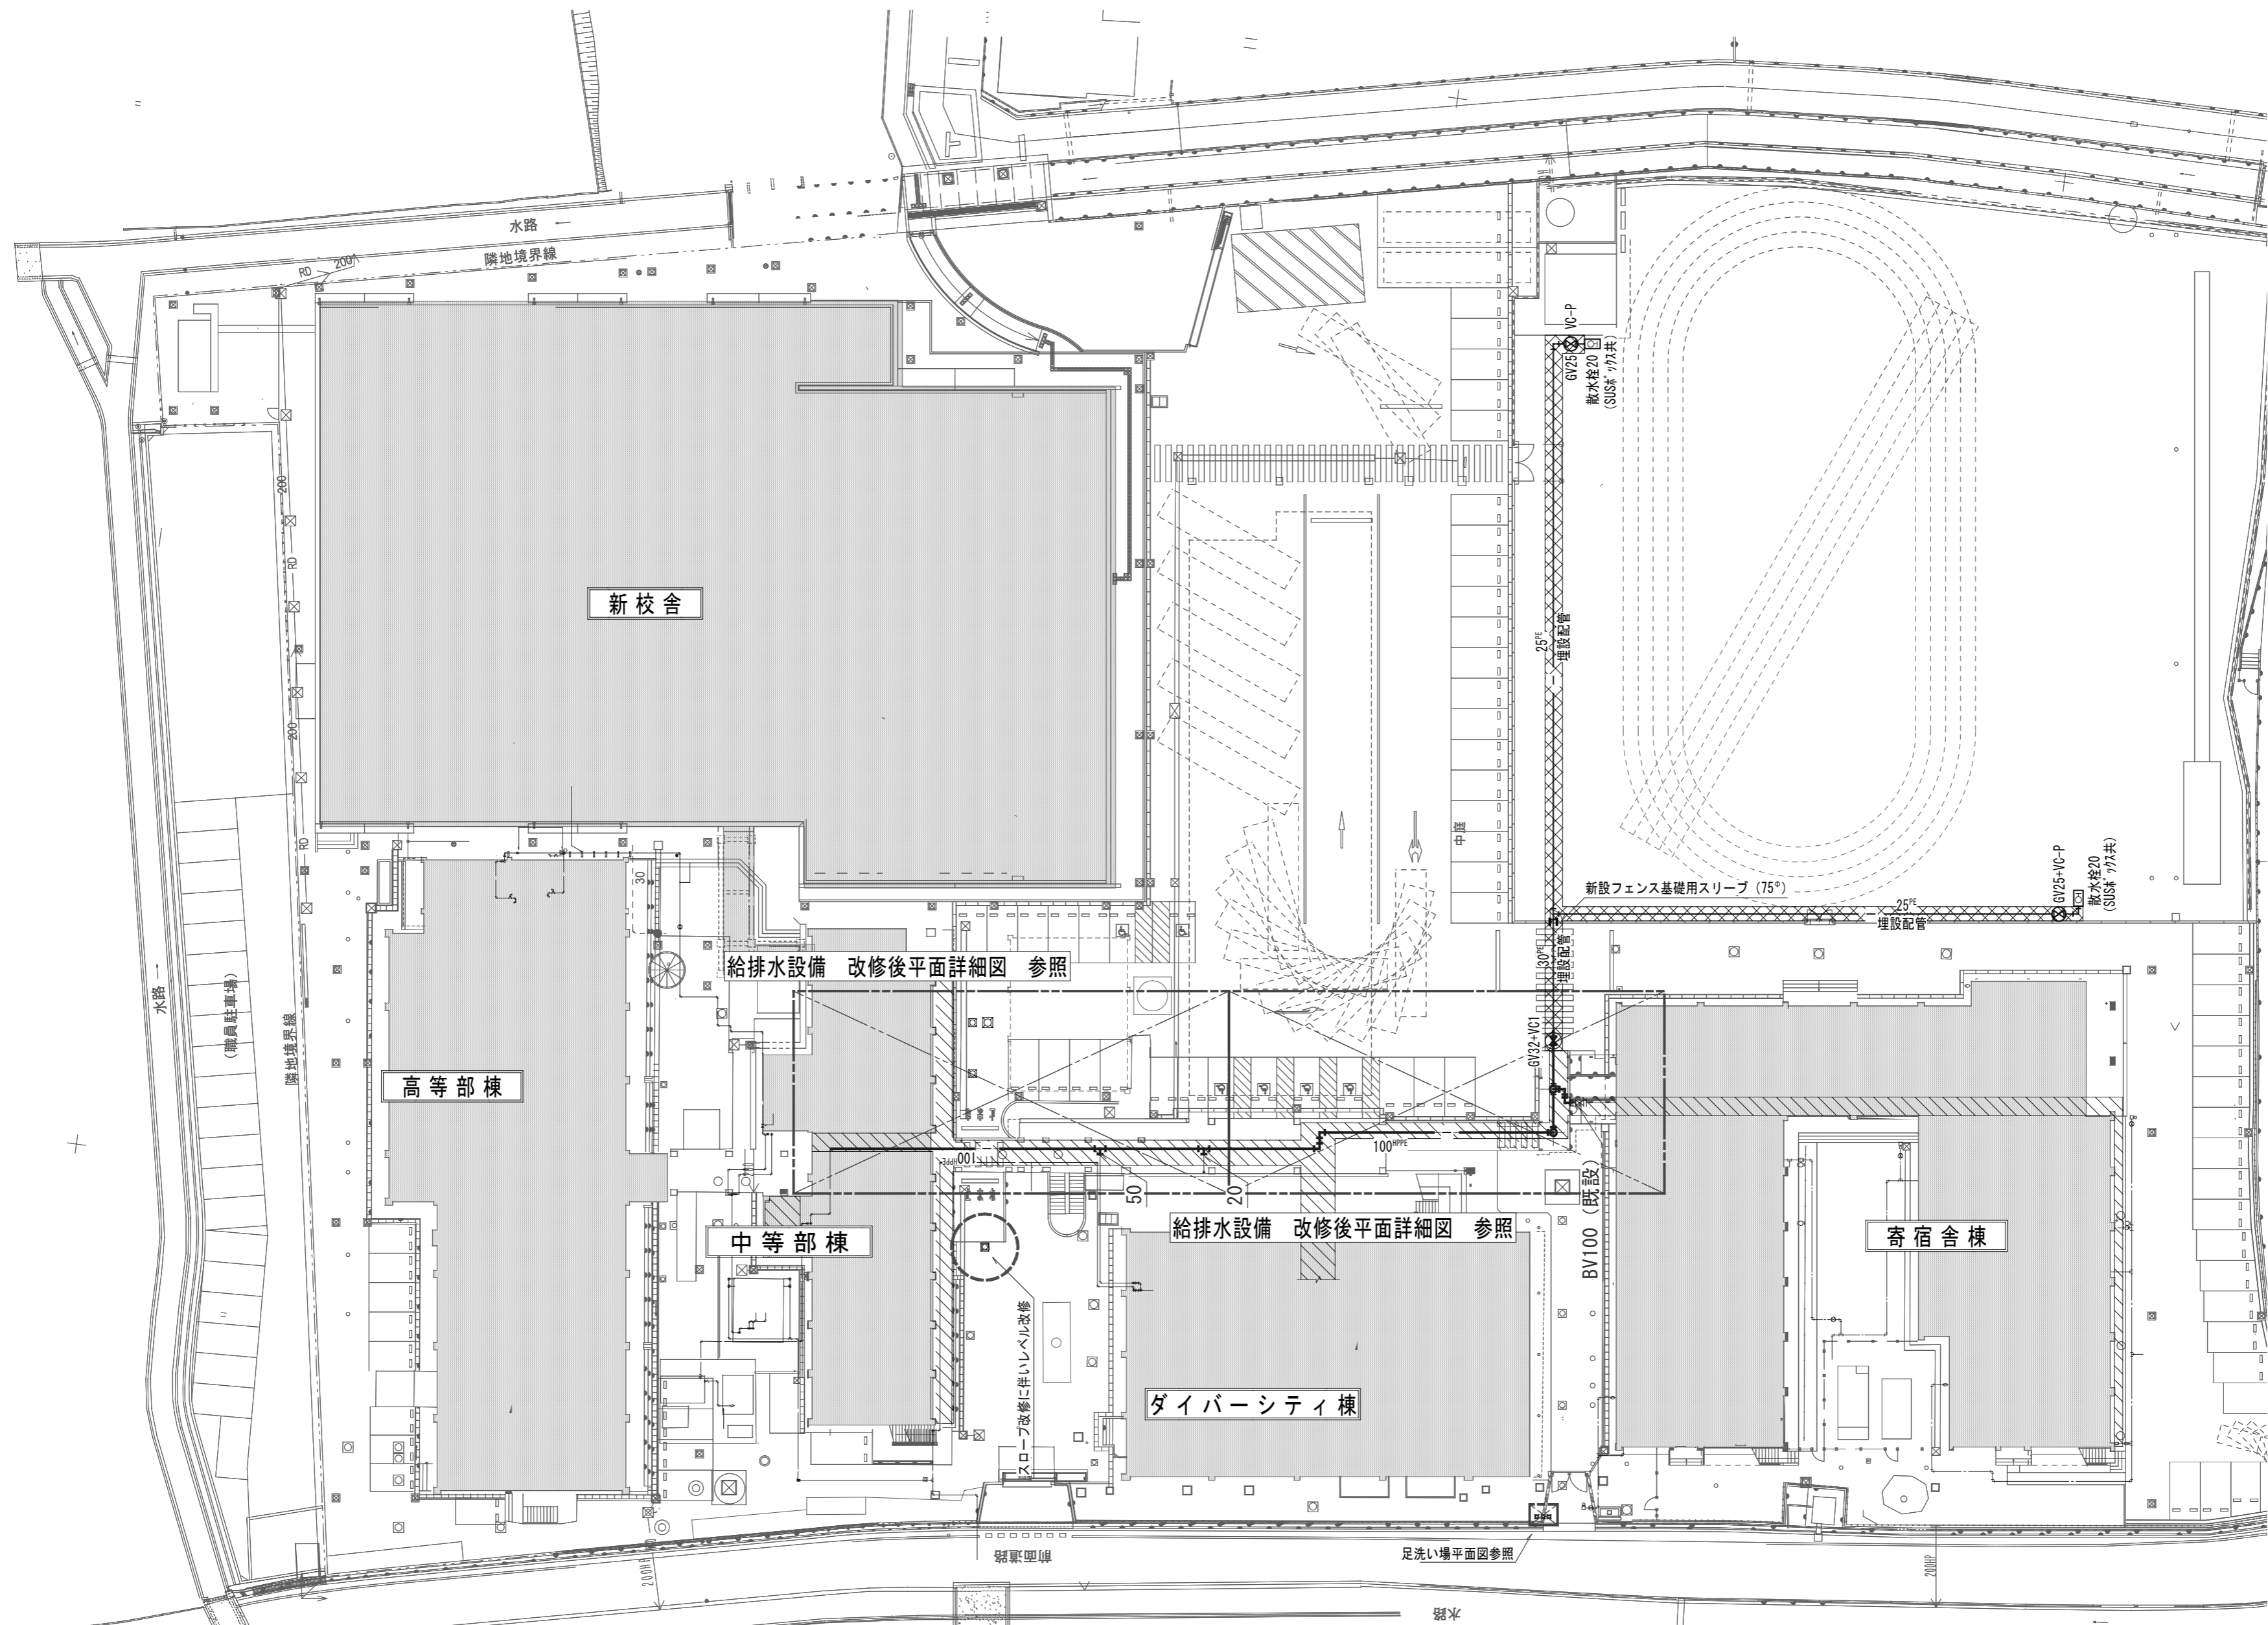 水路
隣地境界線
RD
200
GV25
VC-P
散水栓20
(SUSボックス共)
200
RD
新校舎
25PE
埋設配管
200
RD
中庭
30
新設フェンス基礎用スリーブ (75°)
25PE
埋設配管
GV25+VC-P
散水栓20
(SUSボックス共)
30PE
埋設配管
給排水設備　改修後平面詳細図　参照
水路
(職員駐車場)
隣地境界線
GV32+VC1
高等部棟
100HPPE
100HPPE
50
20
中等部棟
給排水設備　改修後平面詳細図　参照
BV100 (既設)
寄宿舎棟
スロープ改修に伴いレベル改修
ダイバーシティ棟
前面道路
足洗い場平面図参照
200HP
水路